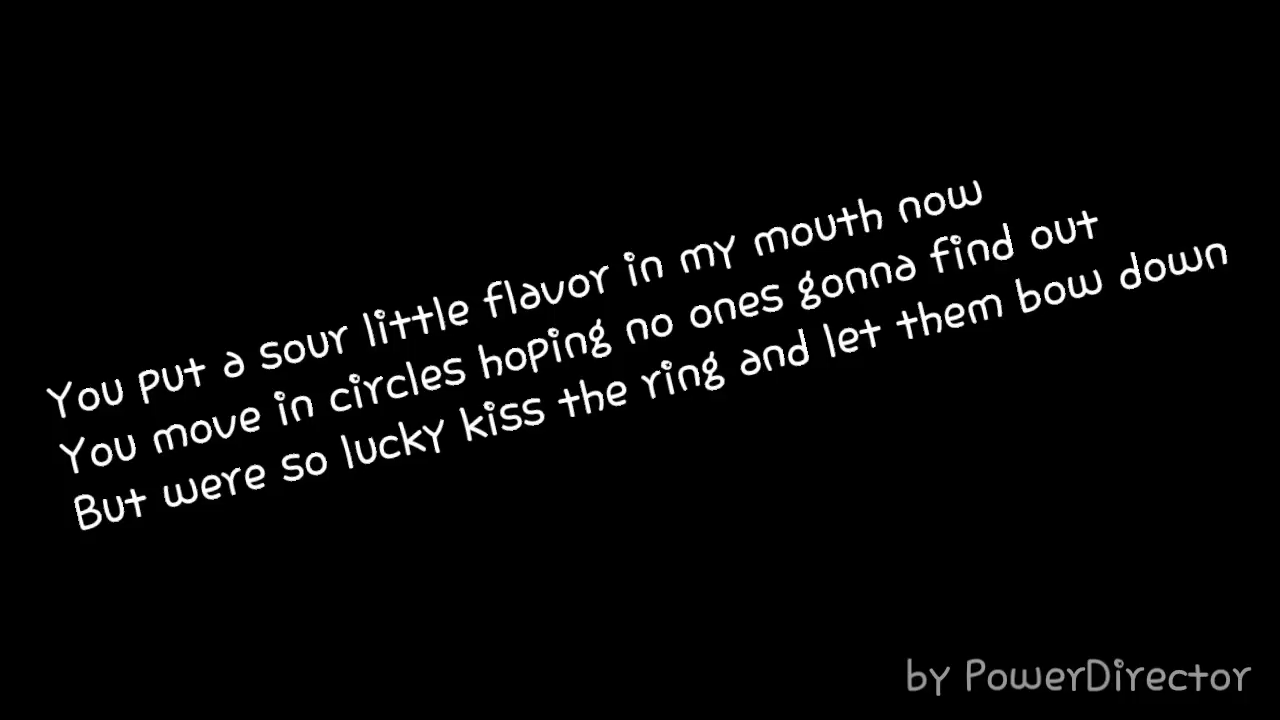 You put a sour little flavor in my mouth now
You move in circles hoping no ones gonna find out
But were so lucky kiss the ring and let them bow down
by PowerDirector